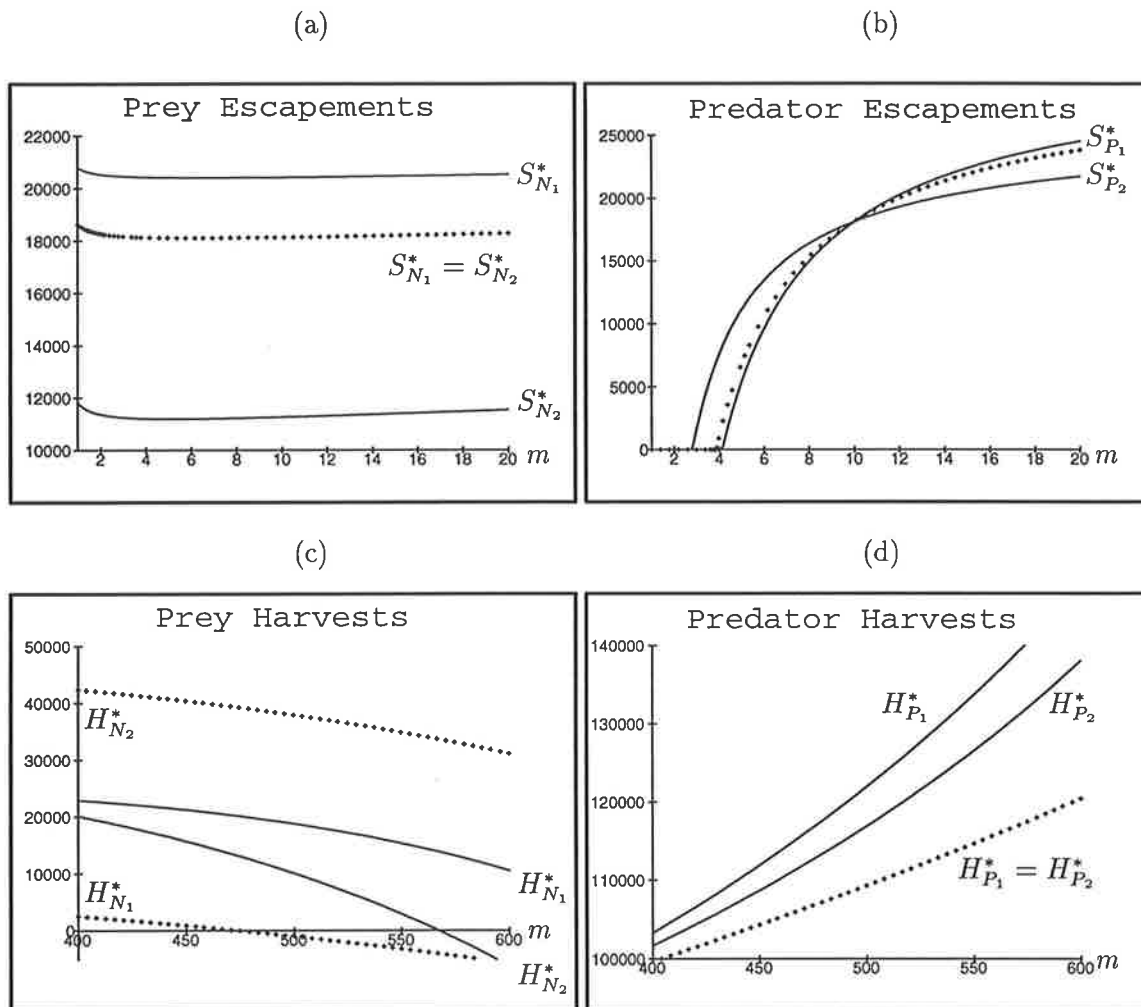 (a)
(b)
Prey Escapements
22000
20000
18000
16000
14000
12000
10000
2 4 6 8 10 12 14 16 18 20 m
S*N1
S*N1 = S*N2
S*N2
Predator Escapements
25000
20000
15000
10000
5000
0
2 4 6 8 10 12 14 16 18 20 m
S*P1
S*P2
(c)
(d)
Prey Harvests
50000
40000
30000
20000
10000
0
400 450 500 550 600 m
H*N2
H*N1
H*N1
H*N2
Predator Harvests
140000
130000
120000
110000
100000
400 450 500 550 600 m
H*P1
H*P2
H*P1 = H*P2